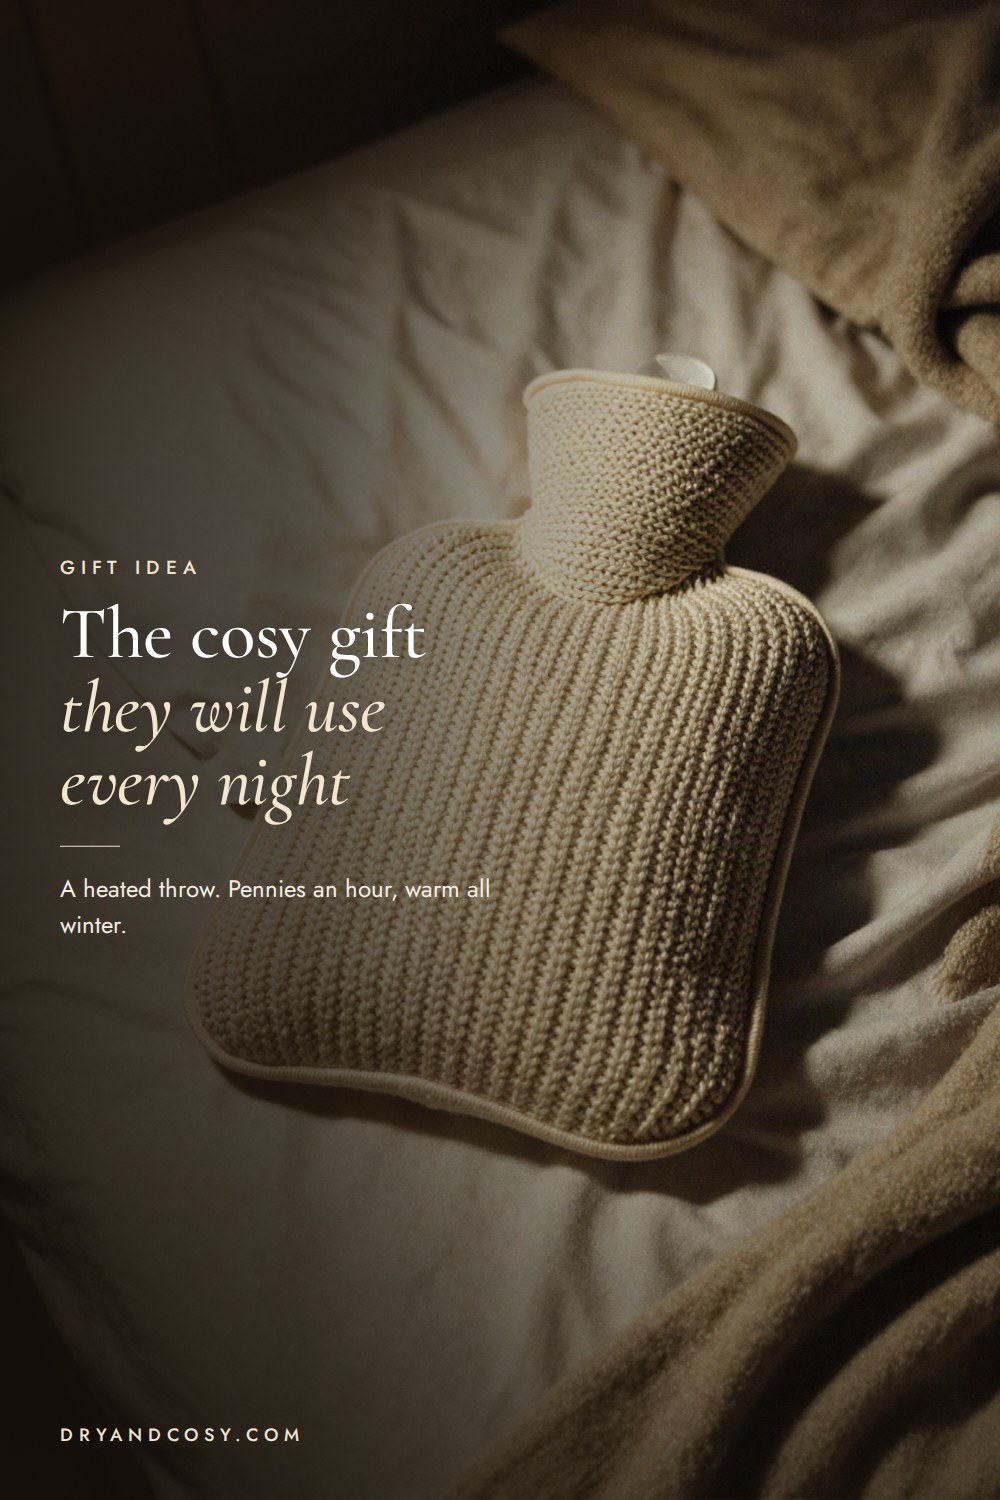 GIFT IDEA
The cosy gift
they will use
every night
A heated throw. Pennies an hour, warm all
winter.
DRYANDCOSY.COM